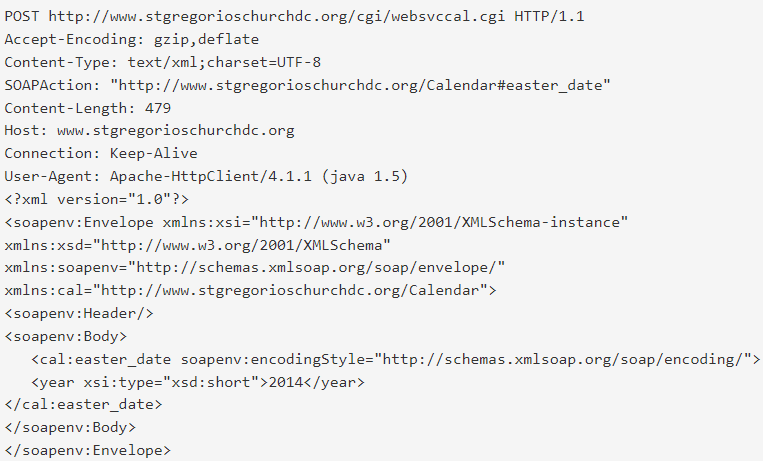 POST http://www.stgregorioschurchdc.org/cgi/websvccal.cgi HTTP/1.1
Accept-Encoding: gzip,deflate
Content-Type: text/xml;charset=UTF-8
SOAPAction: "http://www.stgregorioschurchdc.org/Calendar#easter_date"
Content-Length: 479
Host: www.stgregorioschurchdc.org
Connection: Keep-Alive
User-Agent: Apache-HttpClient/4.1.1 (java 1.5)
<?xml version="1.0"?>
<soapenv:Envelope xmlns:xsi="http://www.w3.org/2001/XMLSchema-instance"
xmlns:xsd="http://www.w3.org/2001/XMLSchema"
xmlns:soapenv="http://schemas.xmlsoap.org/soap/envelope/"
xmlns:cal="http://www.stgregorioschurchdc.org/Calendar">
<soapenv:Header/>
<soapenv:Body>
   <cal:easter_date soapenv:encodingStyle="http://schemas.xmlsoap.org/soap/encoding/">
   <year xsi:type="xsd:short">2014</year>
</cal:easter_date>
</soapenv:Body>
</soapenv:Envelope>